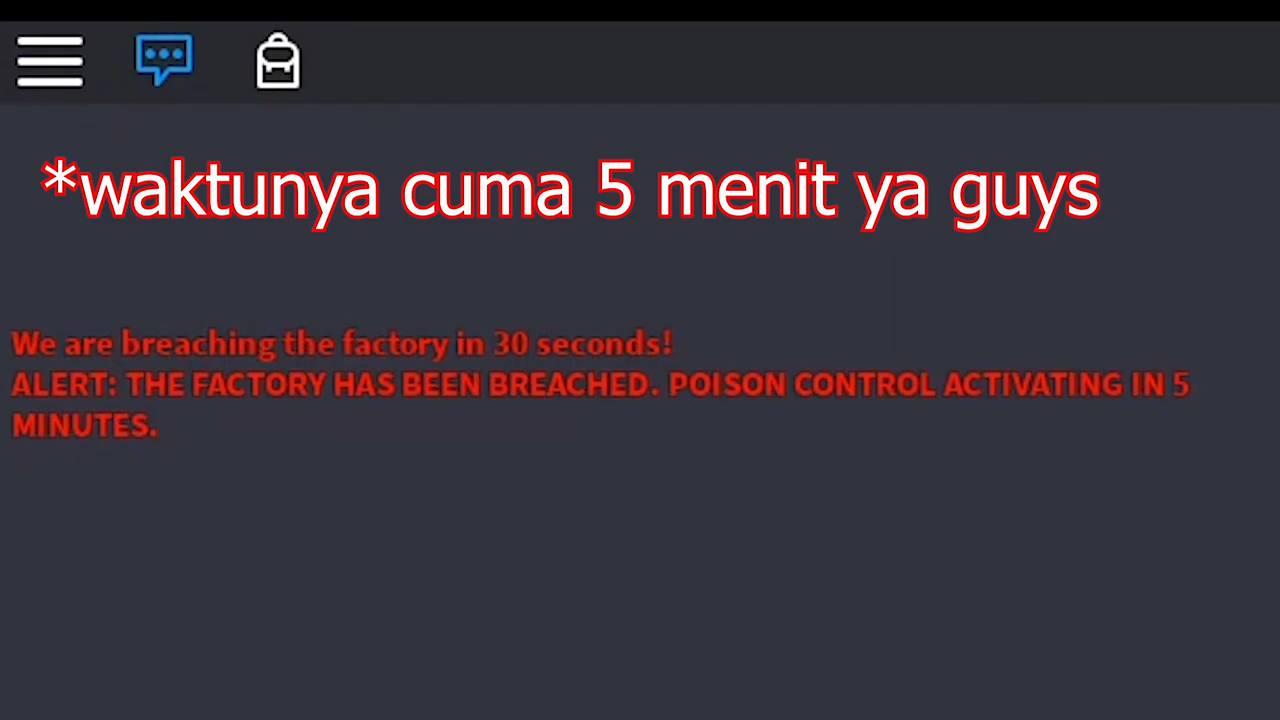 *waktunya cuma 5 menit ya guys
We are breaching the factory in 30 seconds!
ALERT: THE FACTORY HAS BEEN BREACHED. POISON CONTROL ACTIVATING IN 5
MINUTES.